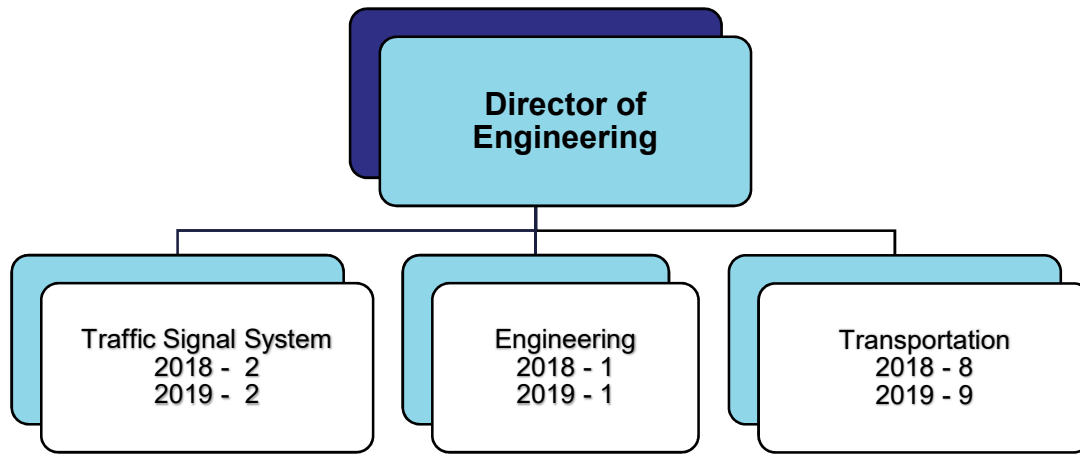 Director of
Engineering
Traffic Signal System
2018 - 2
2019 - 2
Engineering
2018 - 1
2019 - 1
Transportation
2018 - 8
2019 - 9